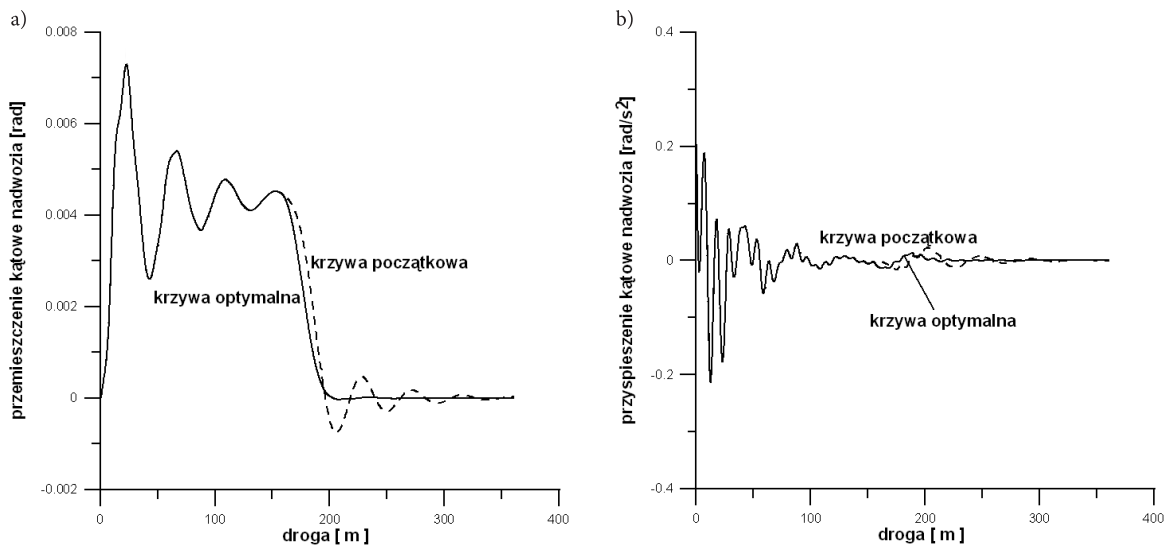 a)
przemieszczenie kątowe nadwozia [rad]
0.008
0.006
0.004
0.002
0
-0.002
krzywa początkowa
krzywa optymalna
0
100
200
300
400
droga [ m ]
b)
przyspieszenie kątowe nadwozia [rad/s²]
0.4
0.2
0
-0.2
-0.4
krzywa początkowa
krzywa optymalna
0
100
200
300
400
droga [ m ]